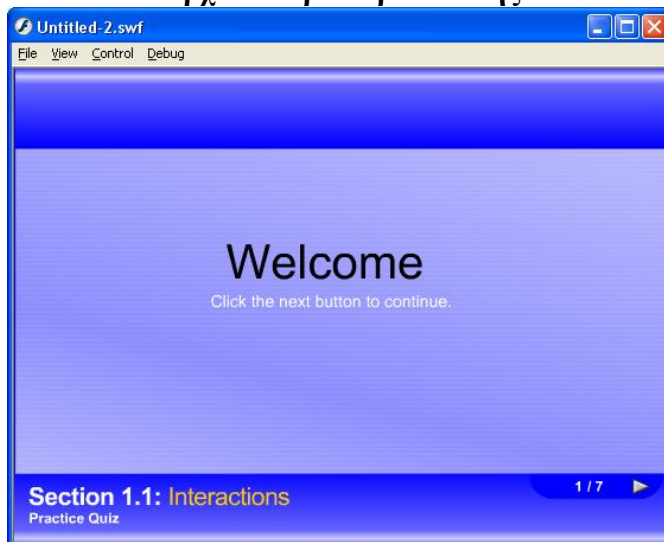 Untitled-2.swf
File View Control Debug
Welcome
Click the next button to continue.
Section 1.1: Interactions
Practice Quiz
1 / 7